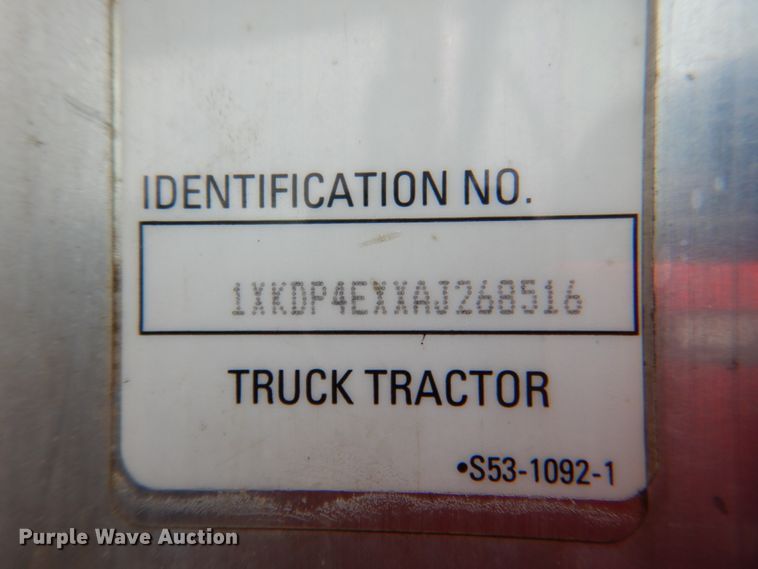 IDENTIFICATION NO.
1XKDP4EXXAJ268516
TRUCK TRACTOR
•S53-1092-1
Purple Wave Auction